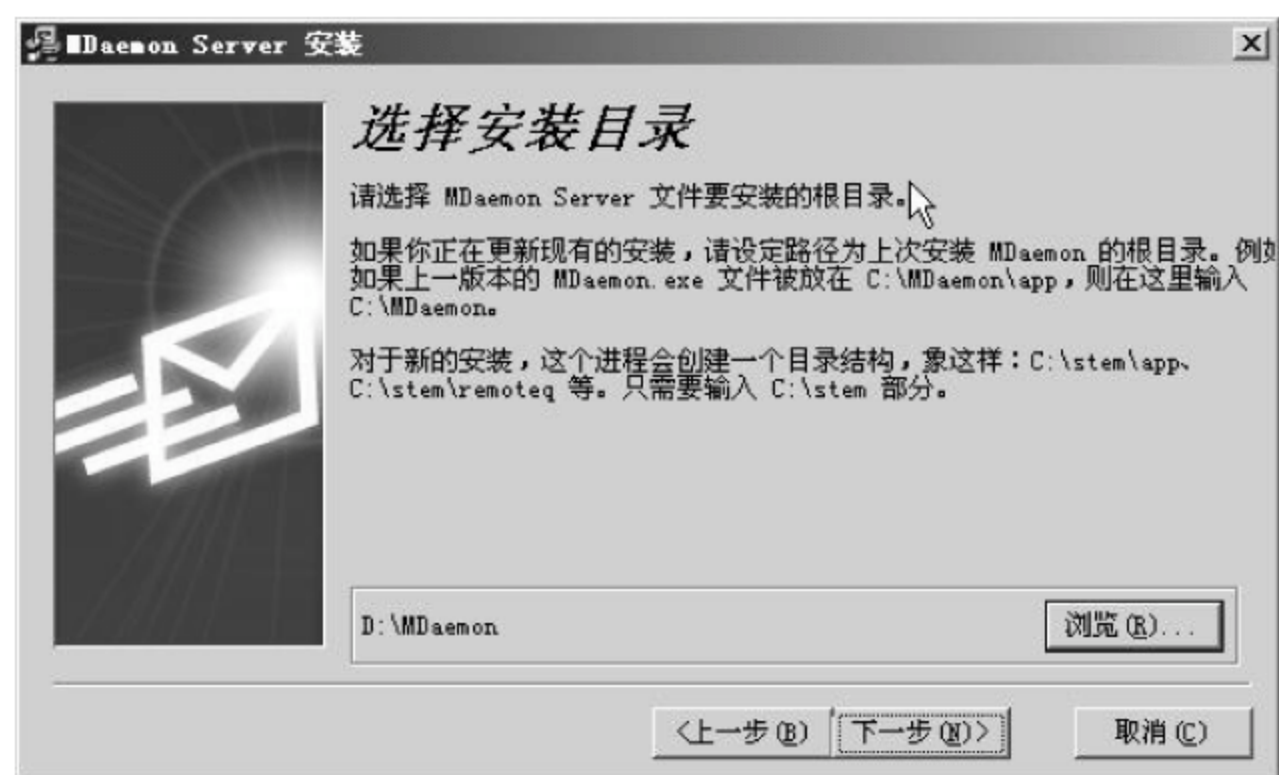 MDaemon Server 安装
选择安装目录
请选择 MDaemon Server 文件要安装的根目录。
如果你正在更新现有的安装，请设定路径为上次安装 MDaemon 的根目录。例如
如果上一版本的 MDaemon.exe 文件被放在 C:\MDaemon\app，则在这里输入
C:\MDaemon。
对于新的安装，这个进程会创建一个目录结构，象这样：C:\stem\app、
C:\stem\remoteq 等。只需要输入 C:\stem 部分。
D:\MDaemon
浏览(R)...
<上一步(B)
下一步(N)>
取消(C)